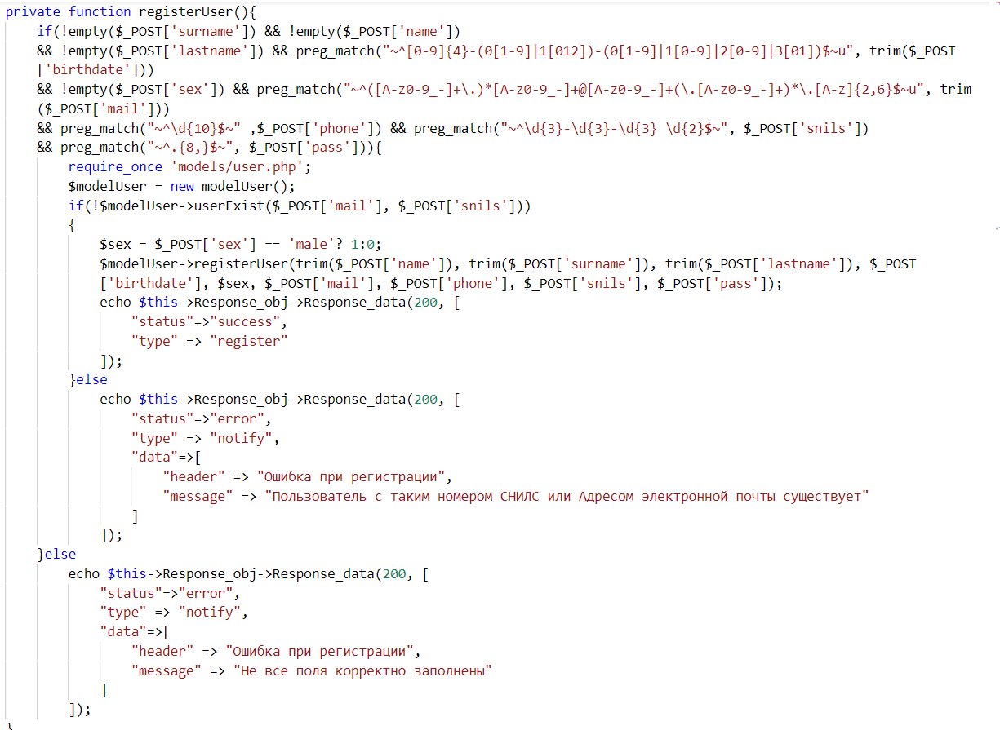 private function registerUser(){
if(!empty($_POST['surname']) && !empty($_POST['name'])
&& !empty($_POST['lastname']) && preg_match("~^[0-9]{4}-(0[1-9]|1[012])-(0[1-9]|1[0-9]|2[0-9]|3[01])$~u", trim($_POST
['birthdate']))
&& !empty($_POST['sex']) && preg_match("~^([A-z0-9_-]+\.)*[A-z0-9_-]+@[A-z0-9_-]+(\.[A-z0-9_-]+)*\.[A-z]{2,6}$~u", trim
($_POST['mail']))
&& preg_match("~^\d{10}$~" ,$_POST['phone']) && preg_match("~^\d{3}-\d{3}-\d{3} \d{2}$~", $_POST['snils'])
&& preg_match("~^.{8,}$~", $_POST['pass'])){
require_once 'models/user.php';
$modelUser = new modelUser();
if(!$modelUser->userExist($_POST['mail'], $_POST['snils']))
{
$sex = $_POST['sex'] == 'male'? 1:0;
$modelUser->registerUser(trim($_POST['name']), trim($_POST['surname']), trim($_POST['lastname']), $_POST
['birthdate'], $sex, $_POST['mail'], $_POST['phone'], $_POST['snils'], $_POST['pass']);
echo $this->Response_obj->Response_data(200, [
"status"=>"success",
"type" => "register"
]);
}else
echo $this->Response_obj->Response_data(200, [
"status"=>"error",
"type" => "notify",
"data"=>[
"header" => "Ошибка при регистрации",
"message" => "Пользователь с таким номером СНИЛС или Адресом электронной почты существует"
]
]);
}else
echo $this->Response_obj->Response_data(200, [
"status"=>"error",
"type" => "notify",
"data"=>[
"header" => "Ошибка при регистрации",
"message" => "Не все поля корректно заполнены"
]
]);
}